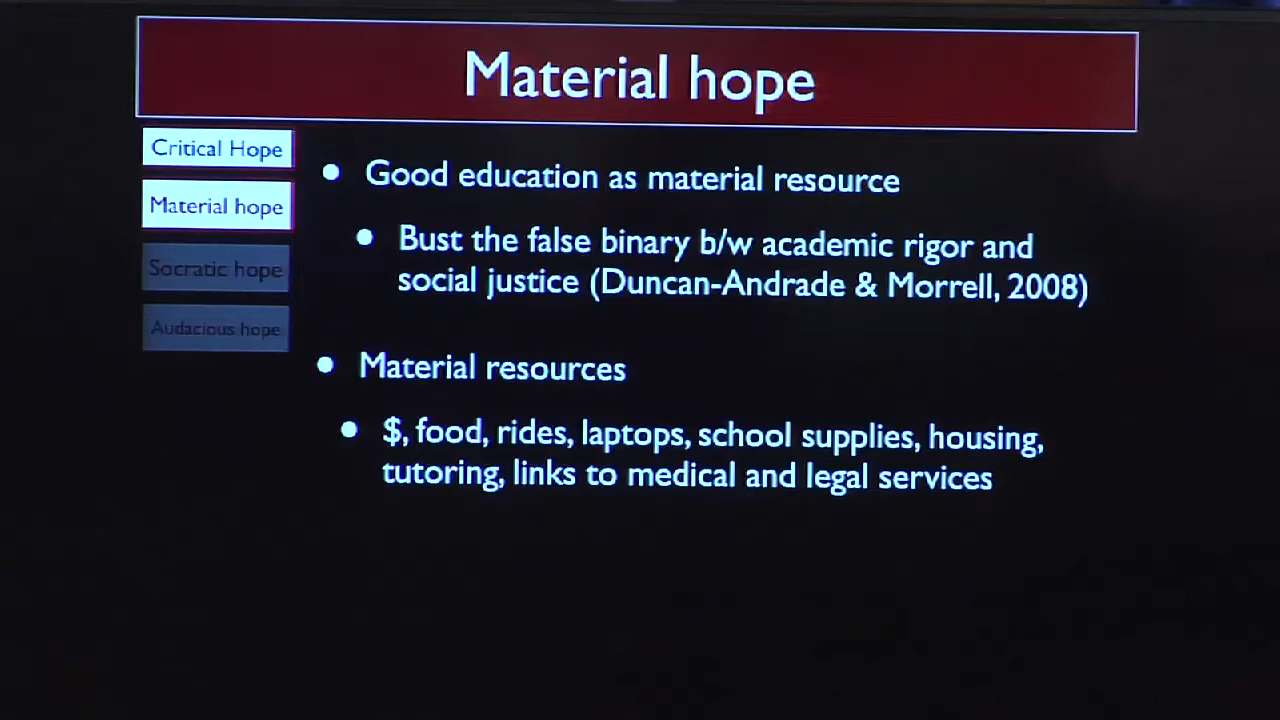 Material hope
Critical Hope
Material hope
Socratic hope
Audacious hope
• Good education as material resource
• Bust the false binary b/w academic rigor and
social justice (Duncan-Andrade & Morrell, 2008)
• Material resources
• $, food, rides, laptops, school supplies, housing,
tutoring, links to medical and legal services